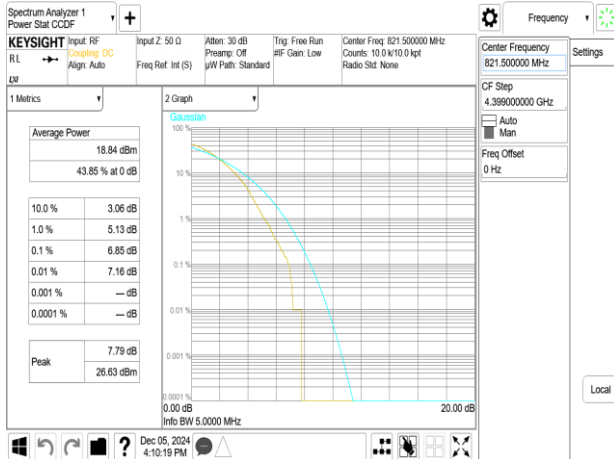 Spectrum Analyzer 1
Power Stat CCDF
+
Frequency
KEYSIGHT
RL
LXI
Input: RF
Coupling: DC
Align: Auto
Input Z: 50 Ω
Freq Ref: Int (S)
Atten: 30 dB
Preamp: Off
µW Path: Standard
Trig: Free Run
#IF Gain: Low
Center Freq: 821.500000 MHz
Counts: 10.0 k/10.0 kpt
Radio Std: None
Center Frequency
821.500000 MHz
Settings
CF Step
4.399000000 GHz
Auto
Man
Freq Offset
0 Hz
Local
1 Metrics
Average Power
18.84 dBm
43.85 % at 0 dB
10.0 % 3.06 dB
1.0 % 5.13 dB
0.1 % 6.85 dB
0.01 % 7.16 dB
0.001 % --- dB
0.0001 % --- dB
Peak
7.79 dB
26.63 dBm
2 Graph
Gaussian
100 %
10 %
1 %
0.1 %
0.01 %
0.001 %
0.0001 %
0.00 dB 20.00 dB
Info BW 5.0000 MHz
?
Dec 05, 2024
4:10:19 PM